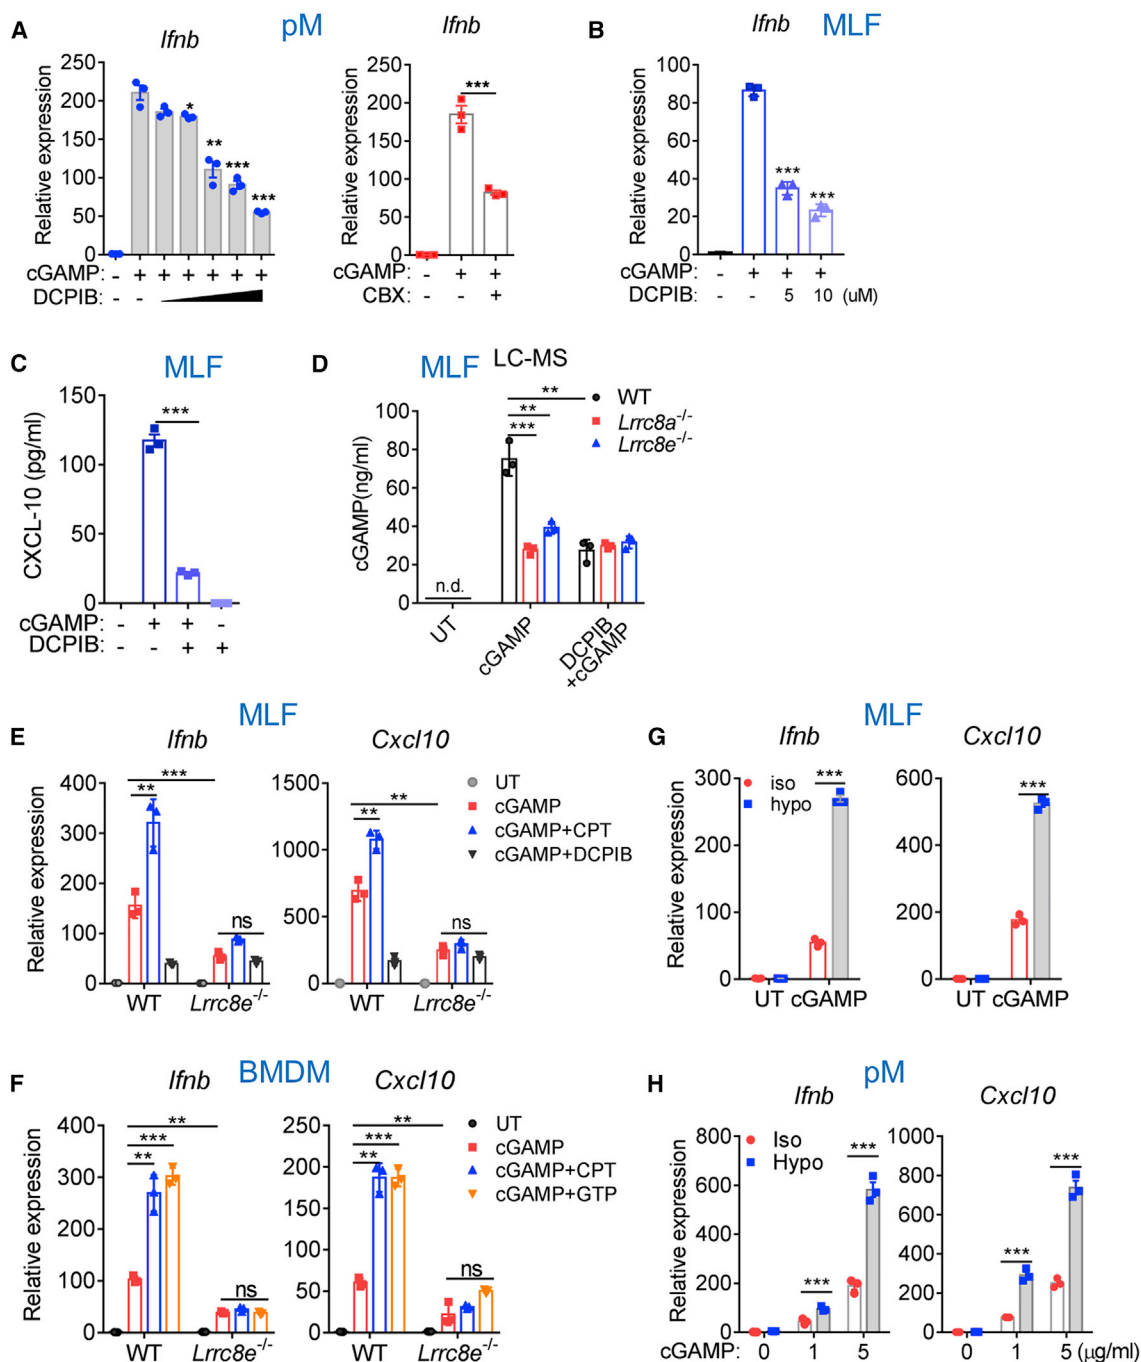 A
Ifnb
pM
Ifnb
Relative expression
250
200
150
100
50
0
*
**
***
***
cGAMP: - + + + + + +
DCPIB: - -
Relative expression
250
200
150
100
50
0
***
cGAMP: - + +
CBX: - - +
B
Ifnb
MLF
Relative expression
100
80
60
40
20
0
***
***
cGAMP: - + + +
DCPIB: - - 5 10 (uM)
C
MLF
CXCL-10 (pg/ml)
150
100
50
0
***
cGAMP: - + + -
DCPIB: - - + +
D
MLF
LC-MS
cGAMP(ng/ml)
100
80
60
40
20
0
n.d.
**
**
***
WT
Lrrc8a-/-
Lrrc8e-/-
UT
cGAMP
DCPIB
+cGAMP
E
MLF
Ifnb
Cxcl10
Relative expression
400
300
200
100
0
***
**
ns
WT Lrrc8e-/-
1500
1000
500
0
**
**
ns
WT Lrrc8e-/-
UT
cGAMP
cGAMP+CPT
cGAMP+DCPIB
G
MLF
Ifnb
Cxcl10
Relative expression
300
200
100
0
iso
hypo
***
UT cGAMP
600
400
200
0
***
UT cGAMP
F
BMDM
Ifnb
Cxcl10
Relative expression
400
300
200
100
0
**
***
**
ns
WT Lrrc8e-/-
250
200
150
100
50
0
**
***
**
ns
WT Lrrc8e-/-
UT
cGAMP
cGAMP+CPT
cGAMP+GTP
H
pM
Ifnb
Cxcl10
Relative expression
800
600
400
200
0
Iso
Hypo
***
***
1000
800
600
400
200
0
***
***
cGAMP: 0 1 5 0 1 5 (μg/ml)